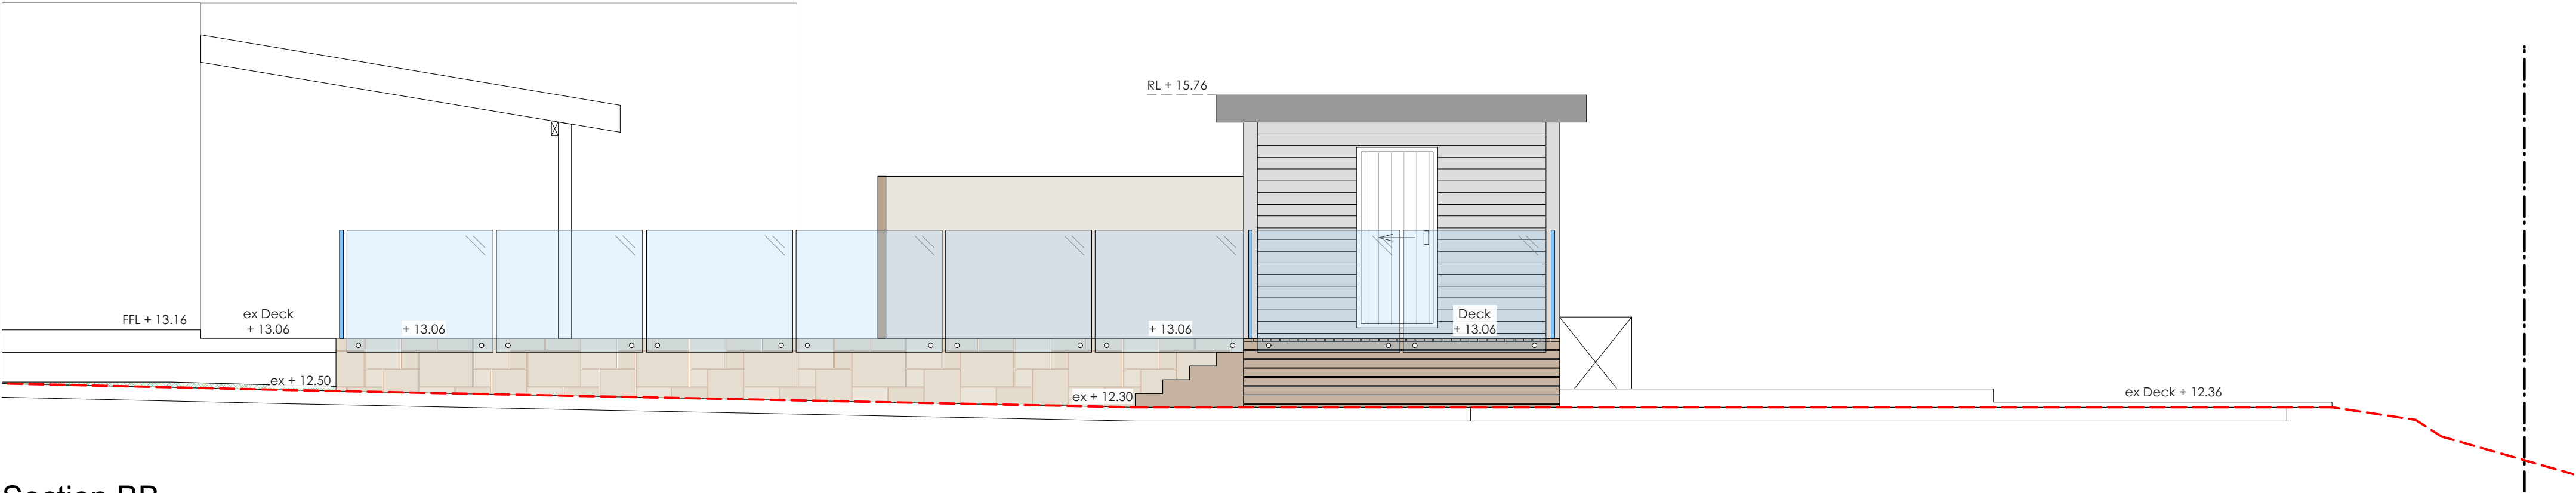 RL + 15.76
FFL + 13.16
ex Deck
+ 13.06
+ 13.06
+ 13.06
Deck
+ 13.06
ex + 12.50
ex + 12.30
ex Deck + 12.36
Section BB